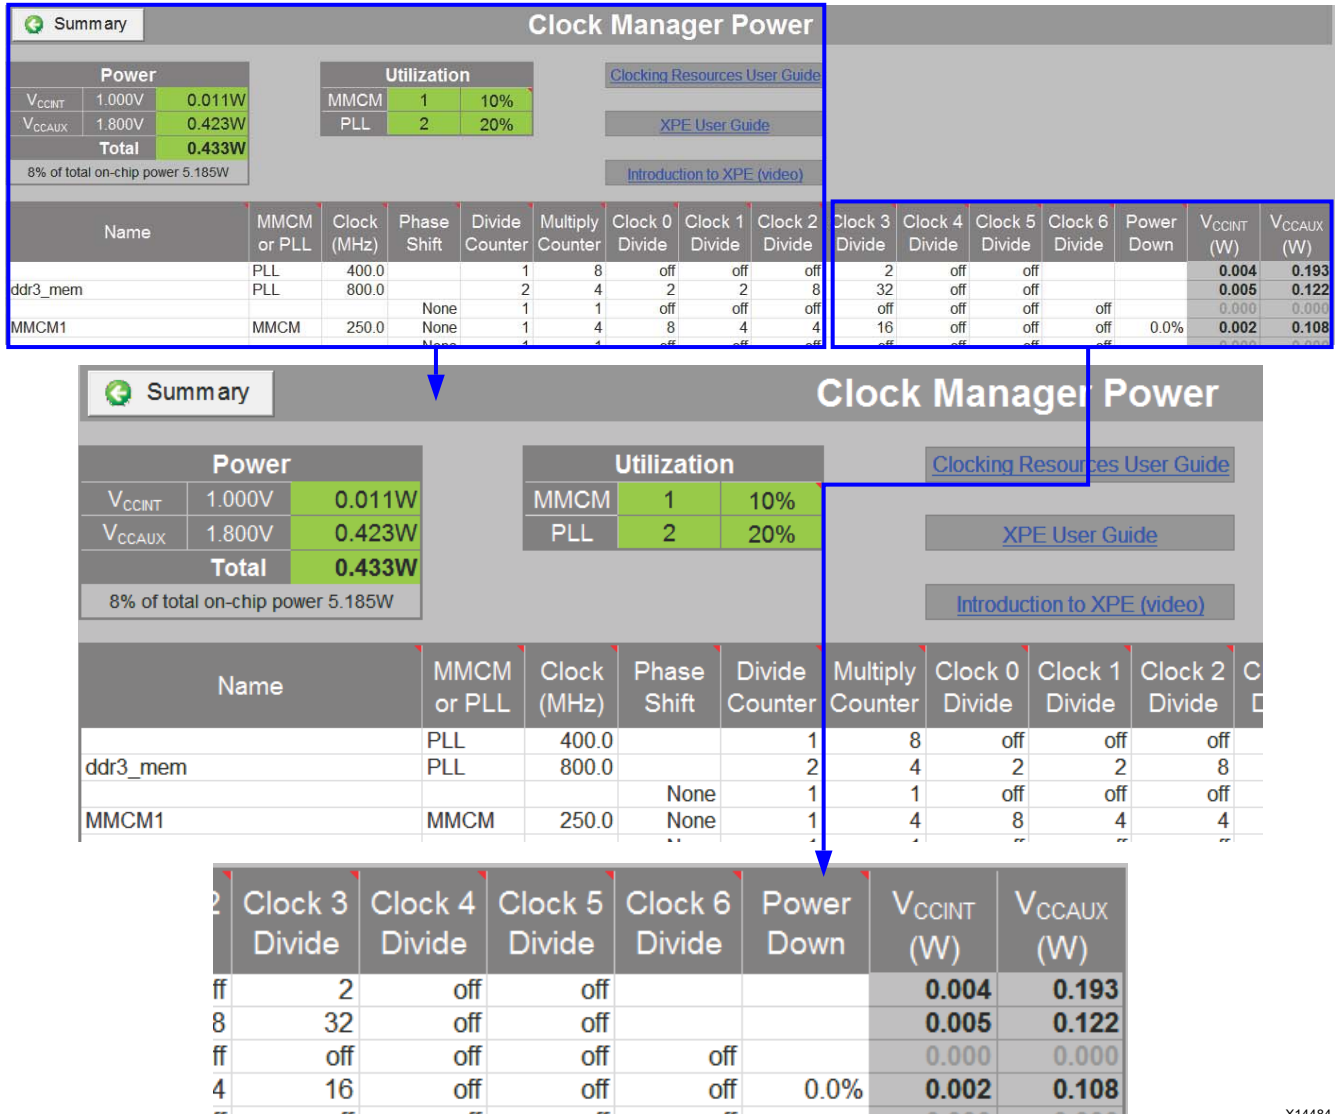 Summary
Clock Manager Power
Power
Utilization
Clocking Resources User Guide
VCCINT 1.000V 0.011W
MMCM 1 10%
VCCAUX 1.800V 0.423W
PLL 2 20%
XPE User Guide
Total 0.433W
8% of total on-chip power 5.185W
Introduction to XPE (video)
Name MMCM or PLL Clock (MHz) Phase Shift Divide Counter Multiply Counter Clock 0 Divide Clock 1 Divide Clock 2 Divide Clock 3 Divide Clock 4 Divide Clock 5 Divide Clock 6 Divide Power Down VCCINT (W) VCCAUX (W)
PLL 400.0 1 8 off off off 2 off off 0.004 0.193
ddr3_mem PLL 800.0 2 4 2 2 8 32 off off 0.005 0.122
None 1 1 off off off off off off off 0.000 0.000
MMCM1 MMCM 250.0 None 1 4 8 4 4 16 off off off 0.0% 0.002 0.108
Summary
Clock Manager Power
Power
Utilization
Clocking Resources User Guide
VCCINT 1.000V 0.011W
MMCM 1 10%
VCCAUX 1.800V 0.423W
PLL 2 20%
XPE User Guide
Total 0.433W
8% of total on-chip power 5.185W
Introduction to XPE (video)
Name MMCM or PLL Clock (MHz) Phase Shift Divide Counter Multiply Counter Clock 0 Divide Clock 1 Divide Clock 2 Divide
PLL 400.0 1 8 off off off
ddr3_mem PLL 800.0 2 4 2 2 8
None 1 1 off off off
MMCM1 MMCM 250.0 None 1 4 8 4 4
Clock 3 Divide Clock 4 Divide Clock 5 Divide Clock 6 Divide Power Down VCCINT (W) VCCAUX (W)
ff 2 off off 0.004 0.193
8 32 off off 0.005 0.122
ff off off off off 0.000 0.000
4 16 off off off 0.0% 0.002 0.108